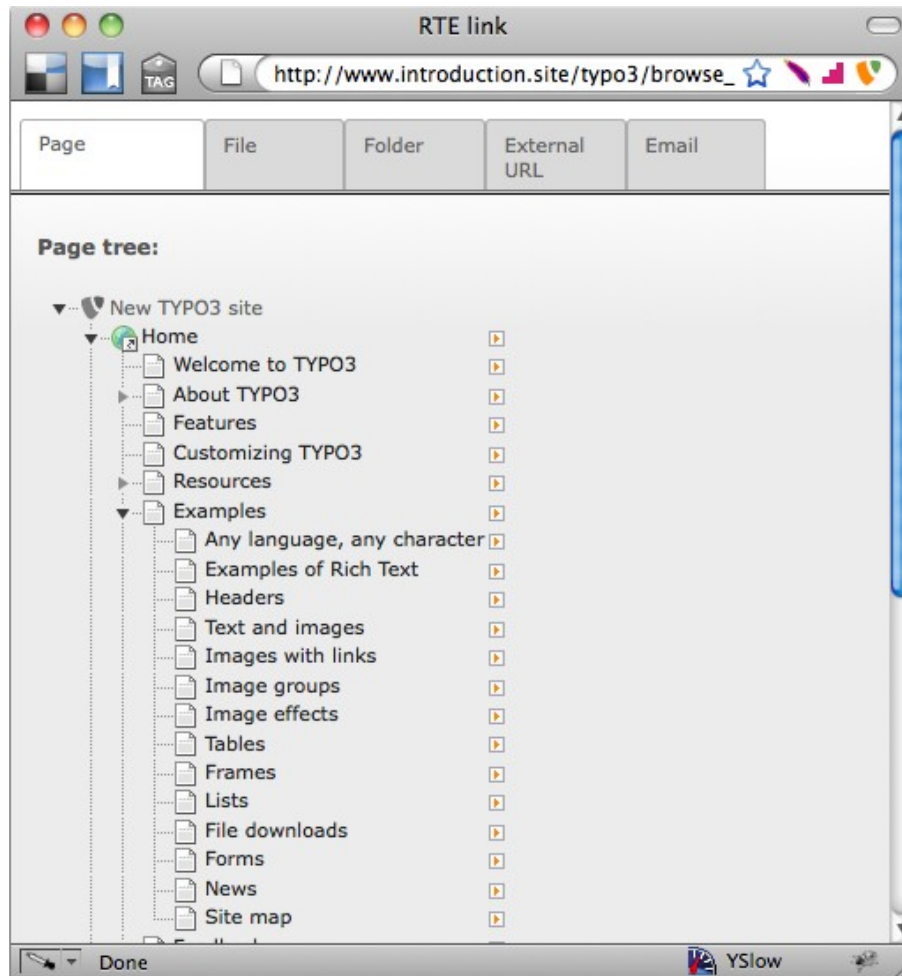 RTE link
TAG
http://www.introduction.site/typo3/browse_
Page
File
Folder
External
URL
Email
Page tree:
New TYPO3 site
Home
Welcome to TYPO3
About TYPO3
Features
Customizing TYPO3
Resources
Examples
Any language, any character
Examples of Rich Text
Headers
Text and images
Images with links
Image groups
Image effects
Tables
Frames
Lists
File downloads
Forms
News
Site map
Done
YSlow